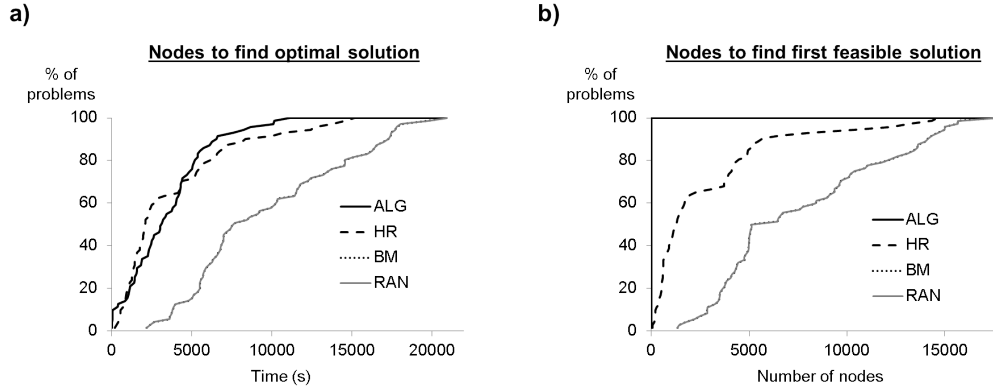 a)
Nodes to find optimal solution
% of
problems
100
80
60
40
20
0
0
5000
10000
15000
20000
Time (s)
ALG
HR
BM
RAN
b)
Nodes to find first feasible solution
% of
problems
100
80
60
40
20
0
0
5000
10000
15000
Number of nodes
ALG
HR
BM
RAN